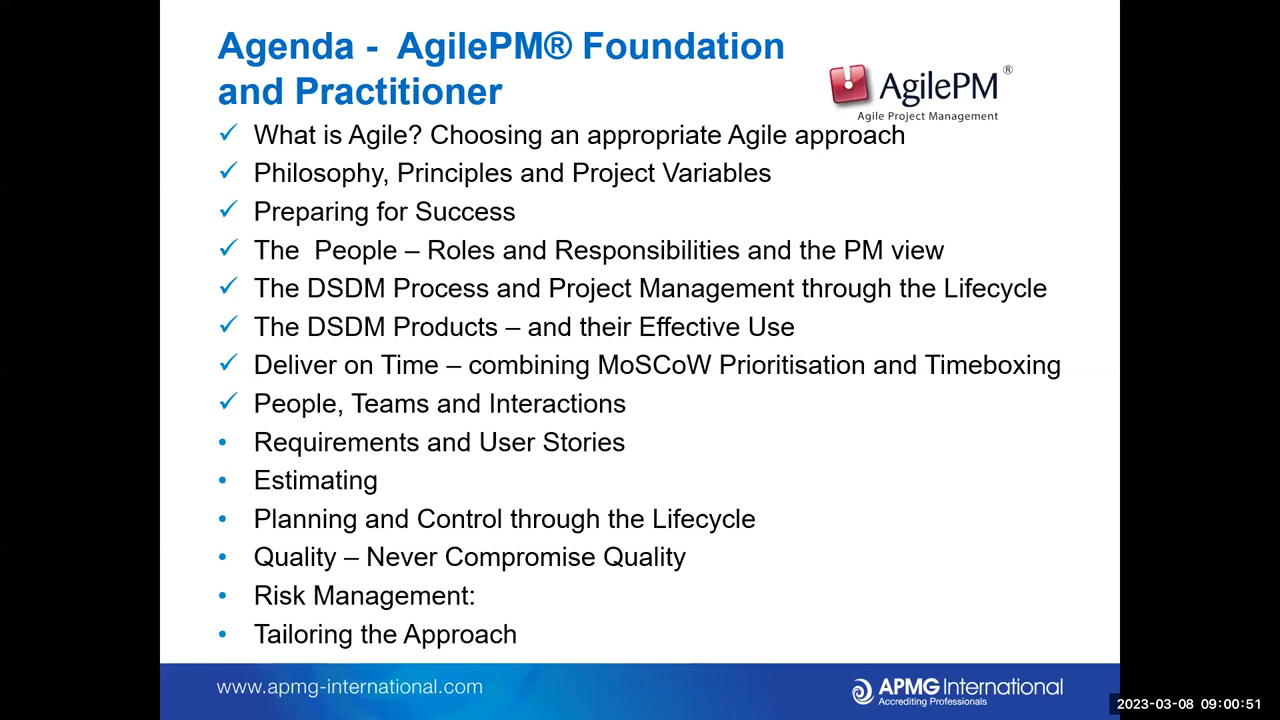 Agenda - AgilePM® Foundation
and Practitioner
AgilePM®
Agile Project Management
✓ What is Agile? Choosing an appropriate Agile approach
✓ Philosophy, Principles and Project Variables
✓ Preparing for Success
✓ The People – Roles and Responsibilities and the PM view
✓ The DSDM Process and Project Management through the Lifecycle
✓ The DSDM Products – and their Effective Use
✓ Deliver on Time – combining MoSCoW Prioritisation and Timeboxing
✓ People, Teams and Interactions
• Requirements and User Stories
• Estimating
• Planning and Control through the Lifecycle
• Quality – Never Compromise Quality
• Risk Management:
• Tailoring the Approach
www.apmg-international.com
APMG International
Accrediting Professionals
2023-03-08 09:00:51